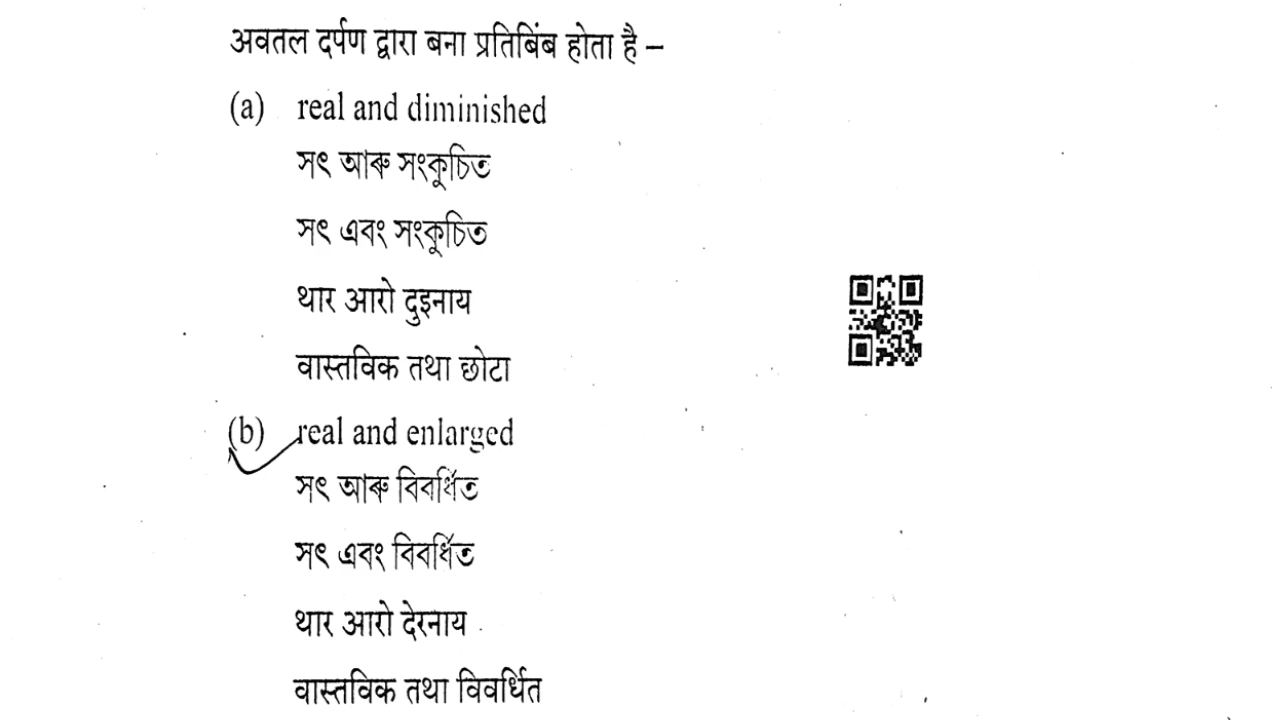 अवतल दर्पण द्वारा बना प्रतिबिंब होता है –
(a) real and diminished
সৎ আৰু সংকুচিত
সৎ এবং সংকুচিত
थार आरो दुइनाय
वास्तविक तथा छोटा
(b) real and enlarged
সৎ আৰু বিবৰ্ধিত
সৎ এবং বিবর্ধিত
थार आरो देरनाय
वास्तविक तथा विवर्धित